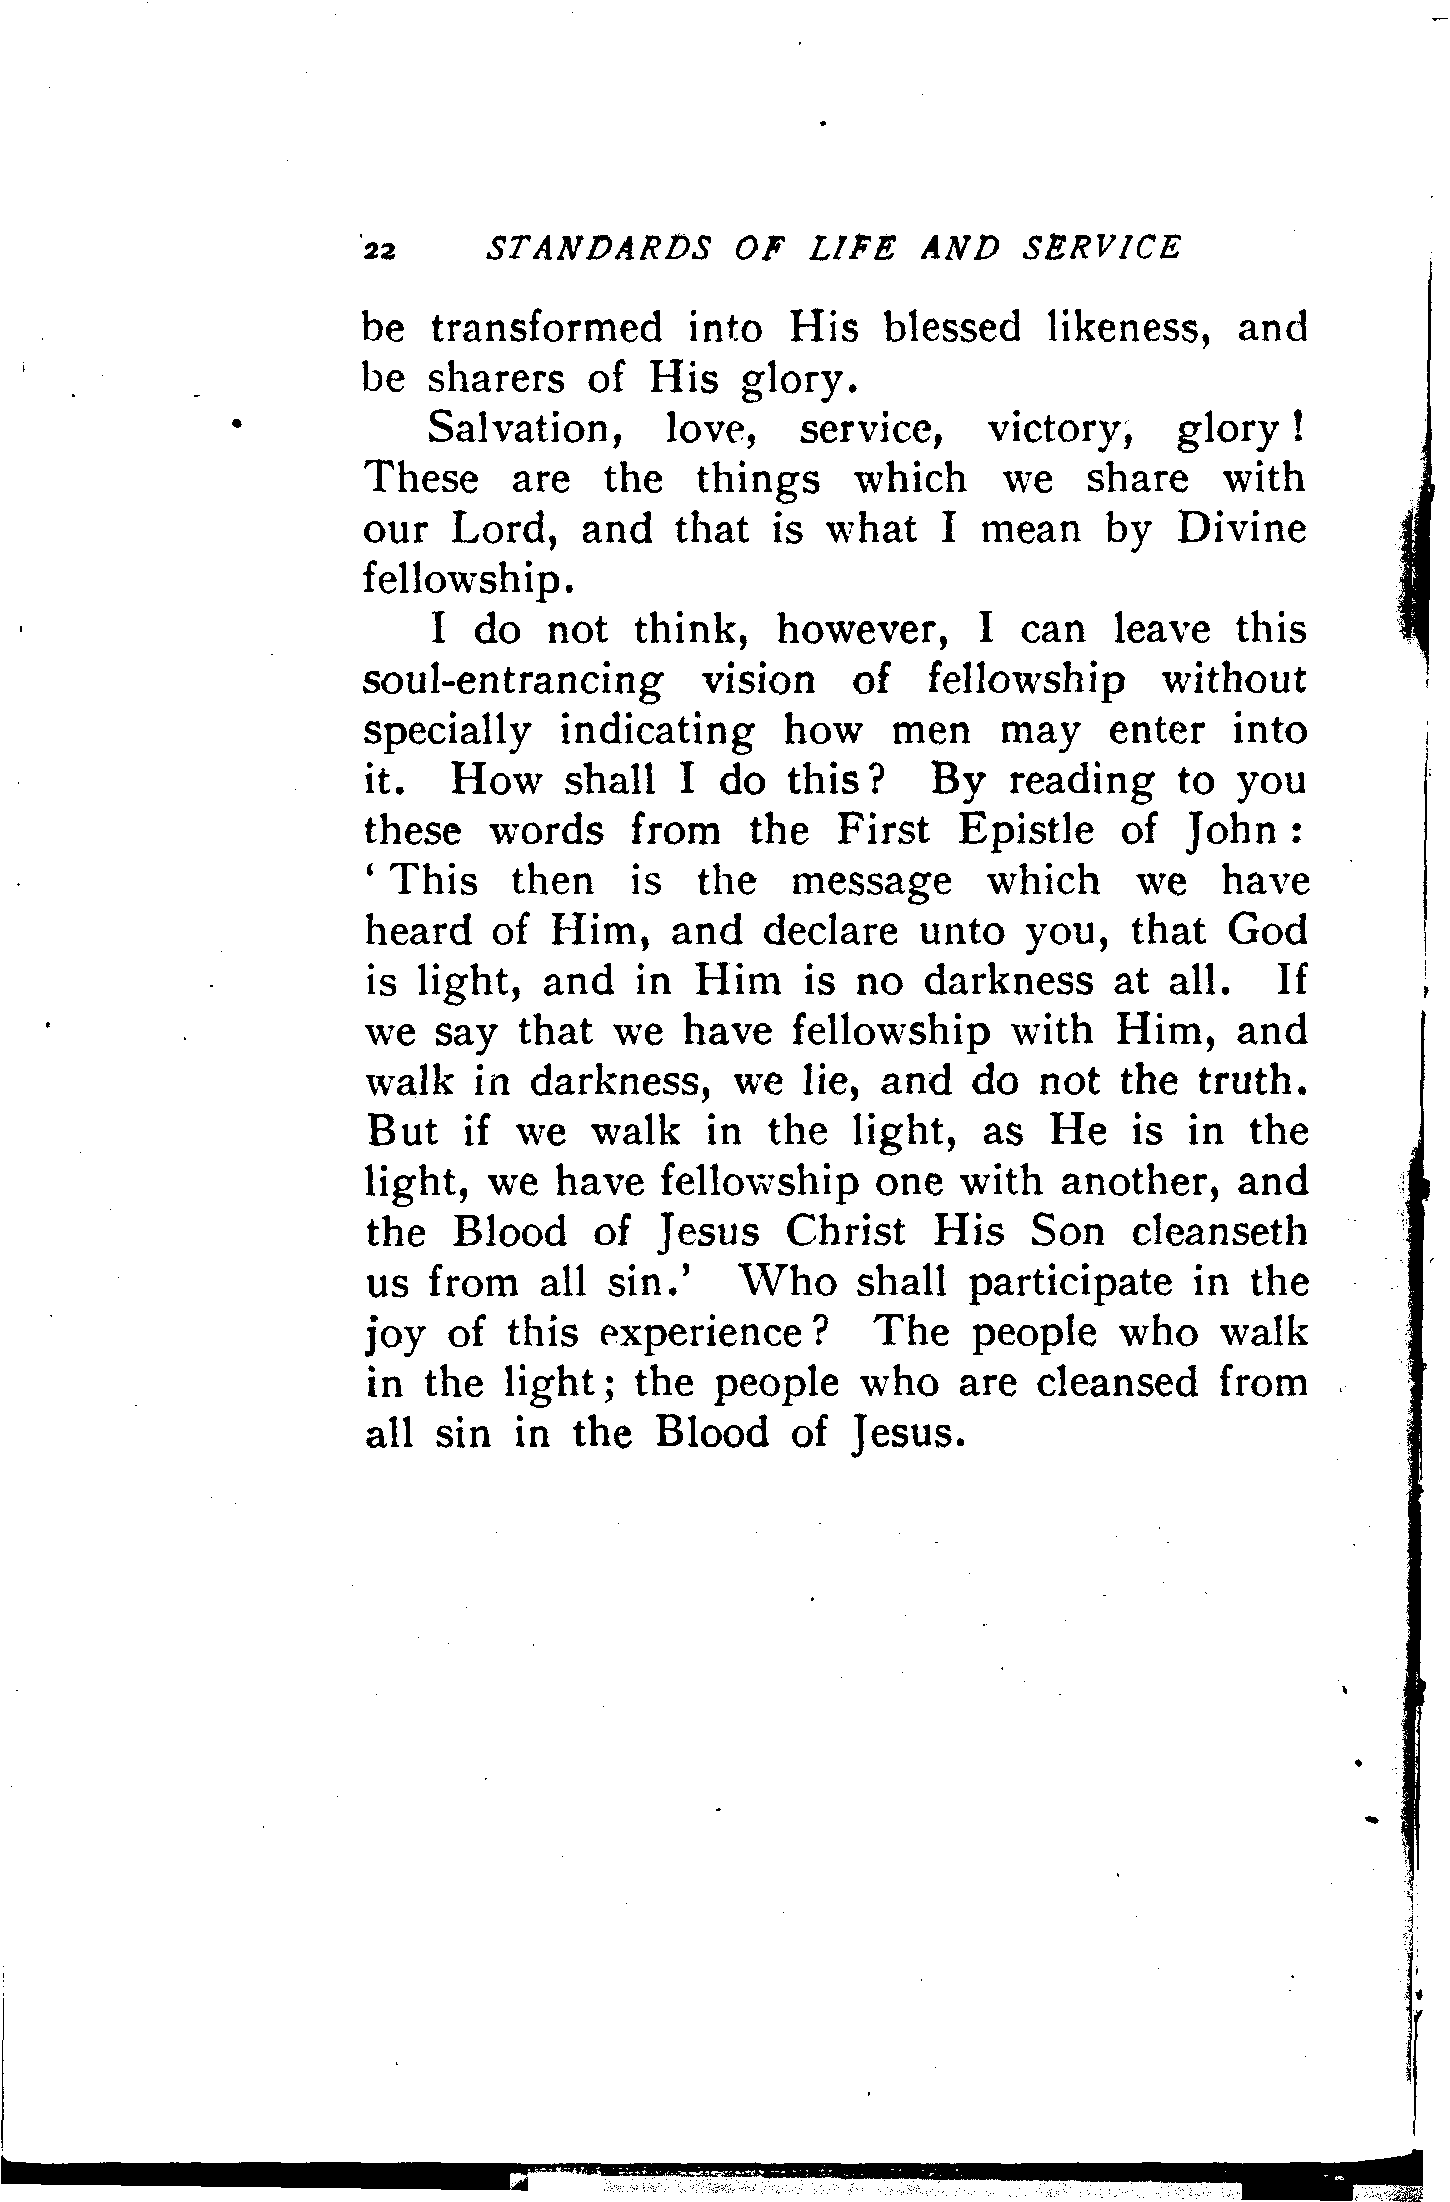 22 STANDARDS OF LIFE AND SERVICE
be transformed into His blessed likeness, and
be sharers of His glory.
Salvation, love, service, victory, glory !
These are the things which we share with
our Lord, and that is what I mean by Divine
fellowship.
I do not think, however, I can leave this
soul-entrancing vision of fellowship without
specially indicating how men may enter into
it. How shall I do this ? By reading to you
these words from the First Epistle of John :
‘ This then is the message which we have
heard of Him, and declare unto you, that God
is light, and in Him is no darkness at all. If
we say that we have fellowship with Him, and
walk in darkness, we lie, and do not the truth.
But if we walk in the light, as He is in the
light, we have fellowship one with another, and
the Blood of Jesus Christ His Son cleanseth
us from all sin.’ Who shall participate in the
joy of this experience ? The people who walk
in the light ; the people who are cleansed from
all sin in the Blood of Jesus.